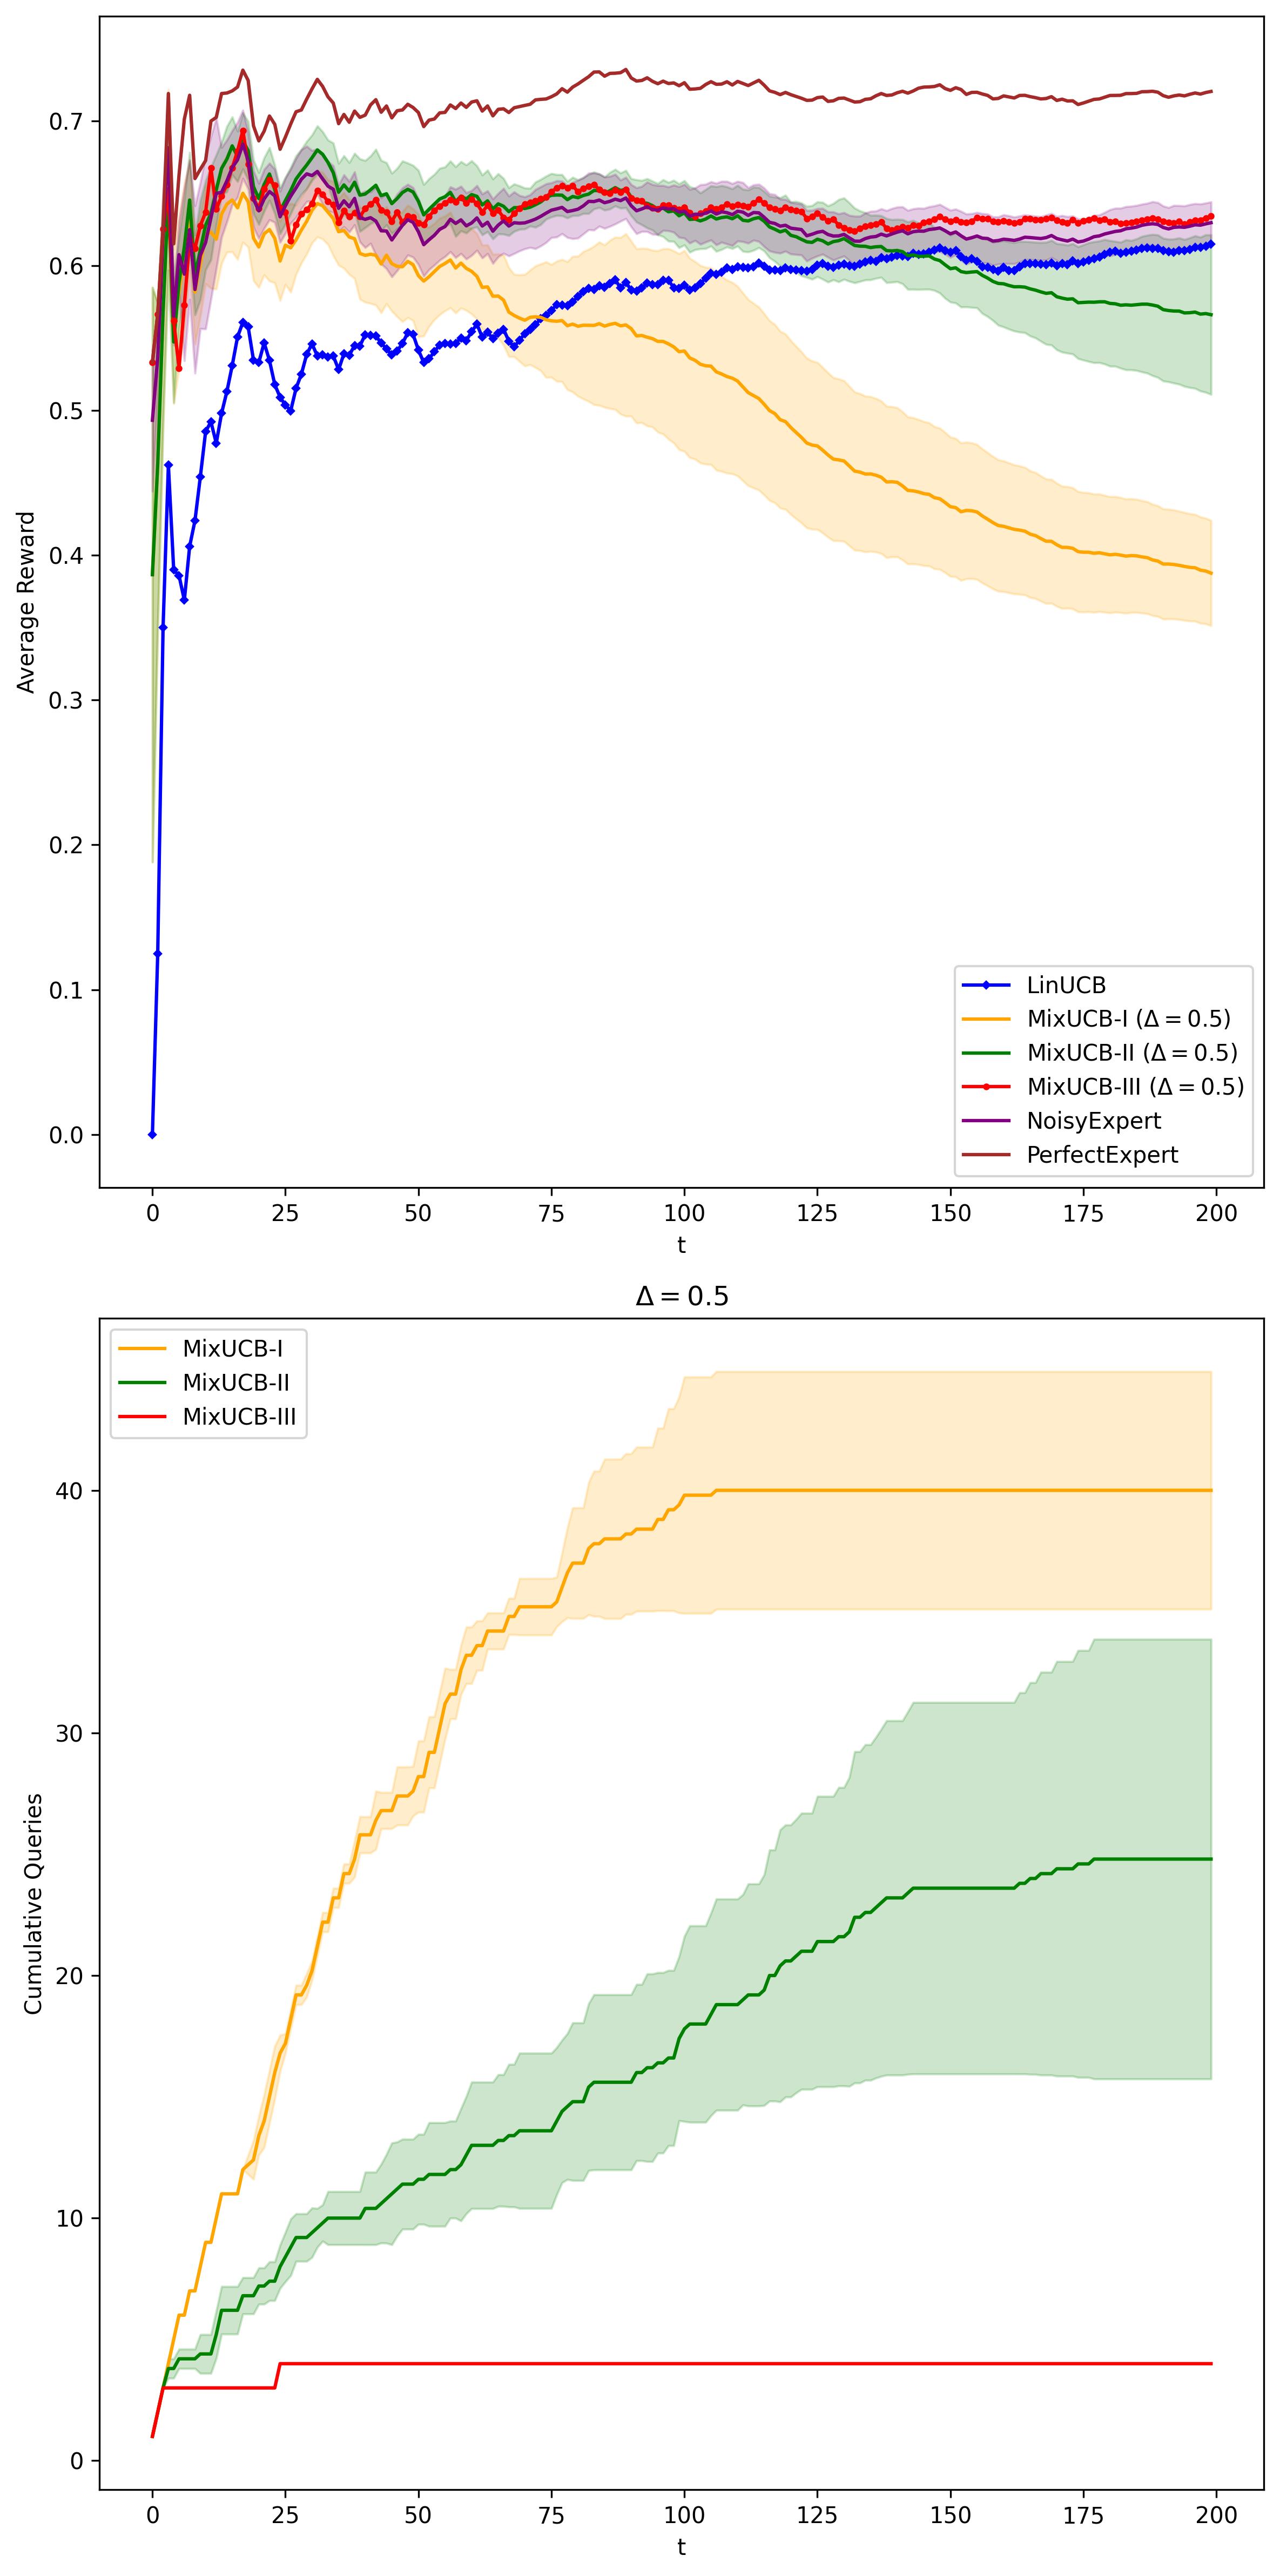 0.7
0.6
0.5
0.4
0.3
0.2
0.1
0.0
Average Reward
LinUCB
MixUCB-I (Δ = 0.5)
MixUCB-II (Δ = 0.5)
MixUCB-III (Δ = 0.5)
NoisyExpert
PerfectExpert
0 25 50 75 100 125 150 175 200
t
Δ = 0.5
MixUCB-I
MixUCB-II
MixUCB-III
40
30
20
10
0
Cumulative Queries
0 25 50 75 100 125 150 175 200
t